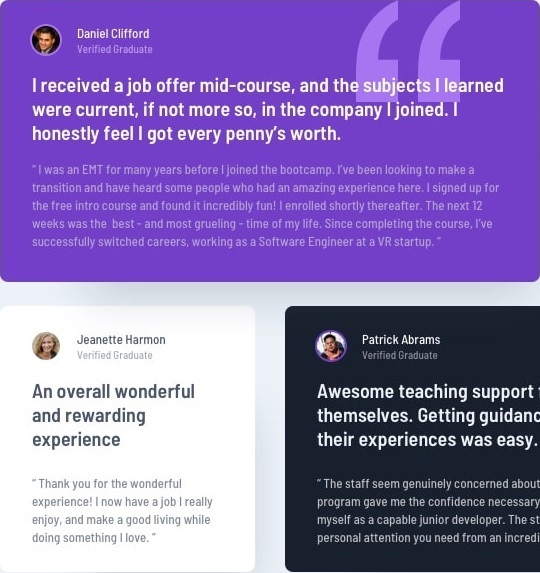 Daniel Clifford
Verified Graduate
I received a job offer mid-course, and the subjects I learned
were current, if not more so, in the company I joined. I
honestly feel I got every penny’s worth.
“ I was an EMT for many years before I joined the bootcamp. I’ve been looking to make a
transition and have heard some people who had an amazing experience here. I signed up for
the free intro course and found it incredibly fun! I enrolled shortly thereafter. The next 12
weeks was the best - and most grueling - time of my life. Since completing the course, I’ve
successfully switched careers, working as a Software Engineer at a VR startup. ”
Jeanette Harmon
Verified Graduate
An overall wonderful
and rewarding
experience
“ Thank you for the wonderful
experience! I now have a job I really
enjoy, and make a good living while
doing something I love. ”
Patrick Abrams
Verified Graduate
Awesome teaching support f
themselves. Getting guidanc
their experiences was easy.
“ The staff seem genuinely concerned about
program gave me the confidence necessary
myself as a capable junior developer. The st
personal attention you need from an incredi